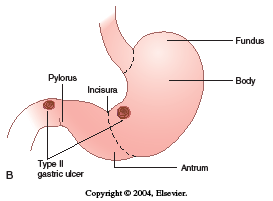 Fundus
Pylorus
Incisura
Body
Type II
gastric ulcer
Antrum
B
Copyright © 2004, Elsevier.